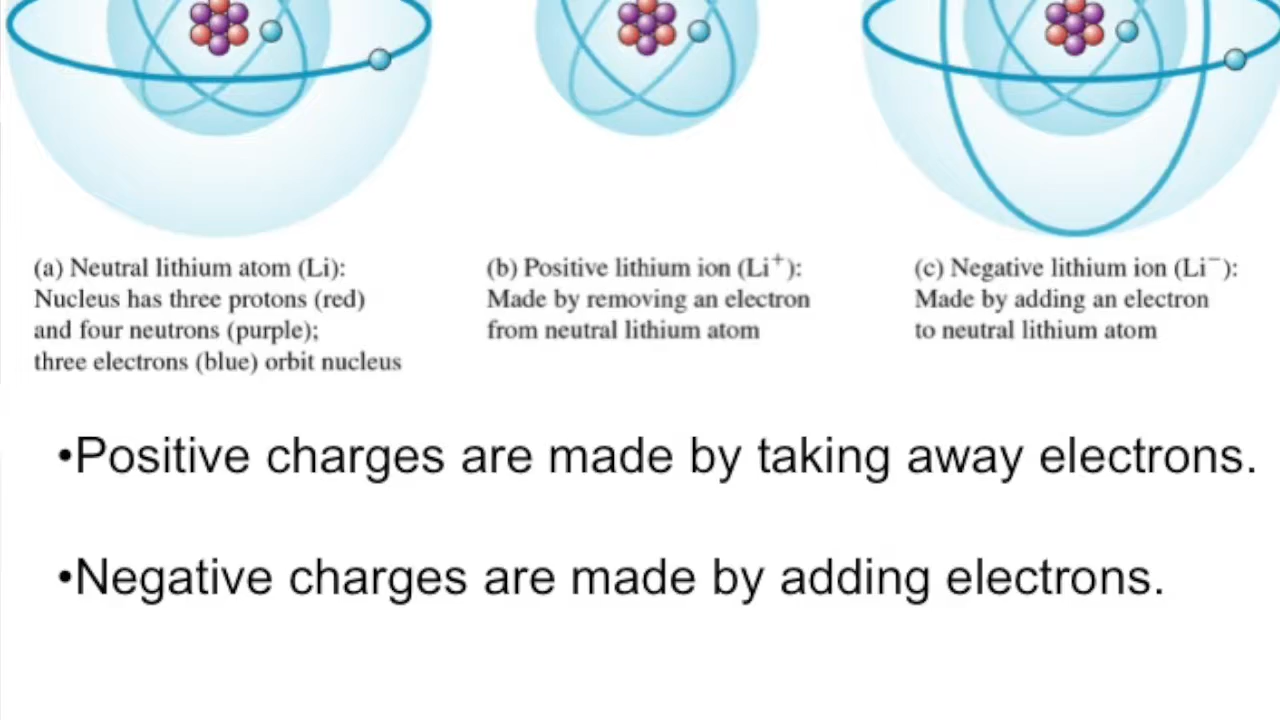 (a) Neutral lithium atom (Li):
Nucleus has three protons (red)
and four neutrons (purple);
three electrons (blue) orbit nucleus
(b) Positive lithium ion (Li⁺):
Made by removing an electron
from neutral lithium atom
(c) Negative lithium ion (Li⁻):
Made by adding an electron
to neutral lithium atom
•Positive charges are made by taking away electrons.
•Negative charges are made by adding electrons.